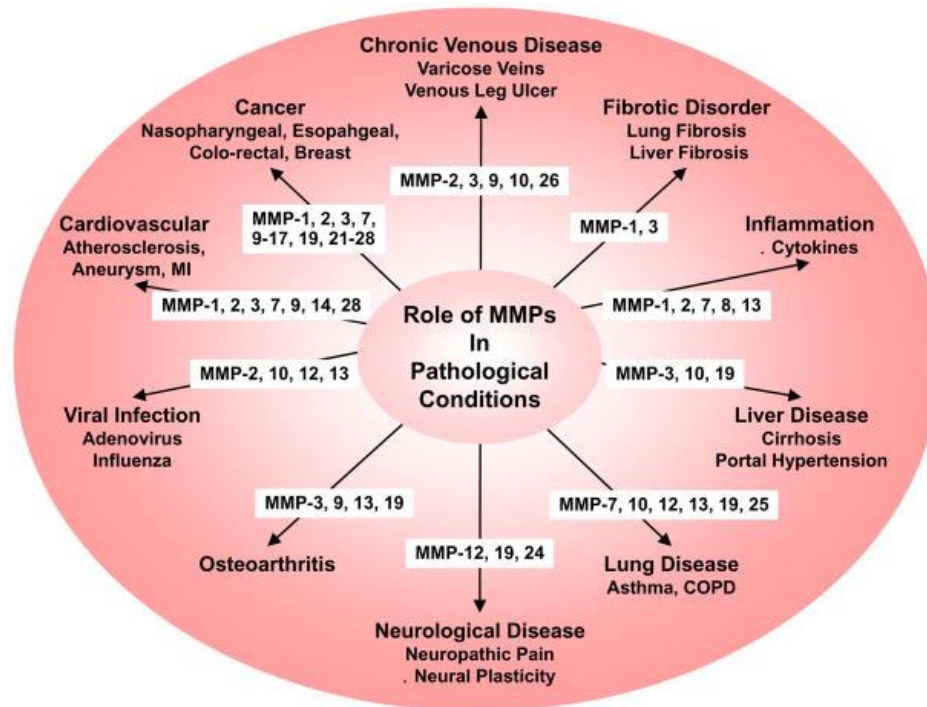 Chronic Venous Disease
Varicose Veins
Venous Leg Ulcer
MMP-2, 3, 9, 10, 26
Cancer
Nasopharyngeal, Esopahgeal,
Colo-rectal, Breast
MMP-1, 2, 3, 7,
9-17, 19, 21-28
Fibrotic Disorder
Lung Fibrosis
Liver Fibrosis
MMP-1, 3
Cardiovascular
Atherosclerosis,
Aneurysm, MI
MMP-1, 2, 3, 7, 9, 14, 28
Inflammation
. Cytokines
MMP-1, 2, 7, 8, 13
Role of MMPs
In
Pathological
Conditions
MMP-2, 10, 12, 13
Viral Infection
Adenovirus
Influenza
MMP-3, 10, 19
Liver Disease
Cirrhosis
Portal Hypertension
MMP-3, 9, 13, 19
Osteoarthritis
MMP-12, 19, 24
Neurological Disease
Neuropathic Pain
. Neural Plasticity
MMP-7, 10, 12, 13, 19, 25
Lung Disease
Asthma, COPD